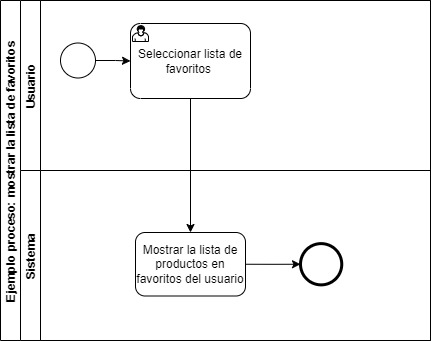 Ejemplo proceso: mostrar la lista de favoritos
Usuario
Seleccionar lista de
favoritos
Sistema
Mostrar la lista de
productos en
favoritos del usuario